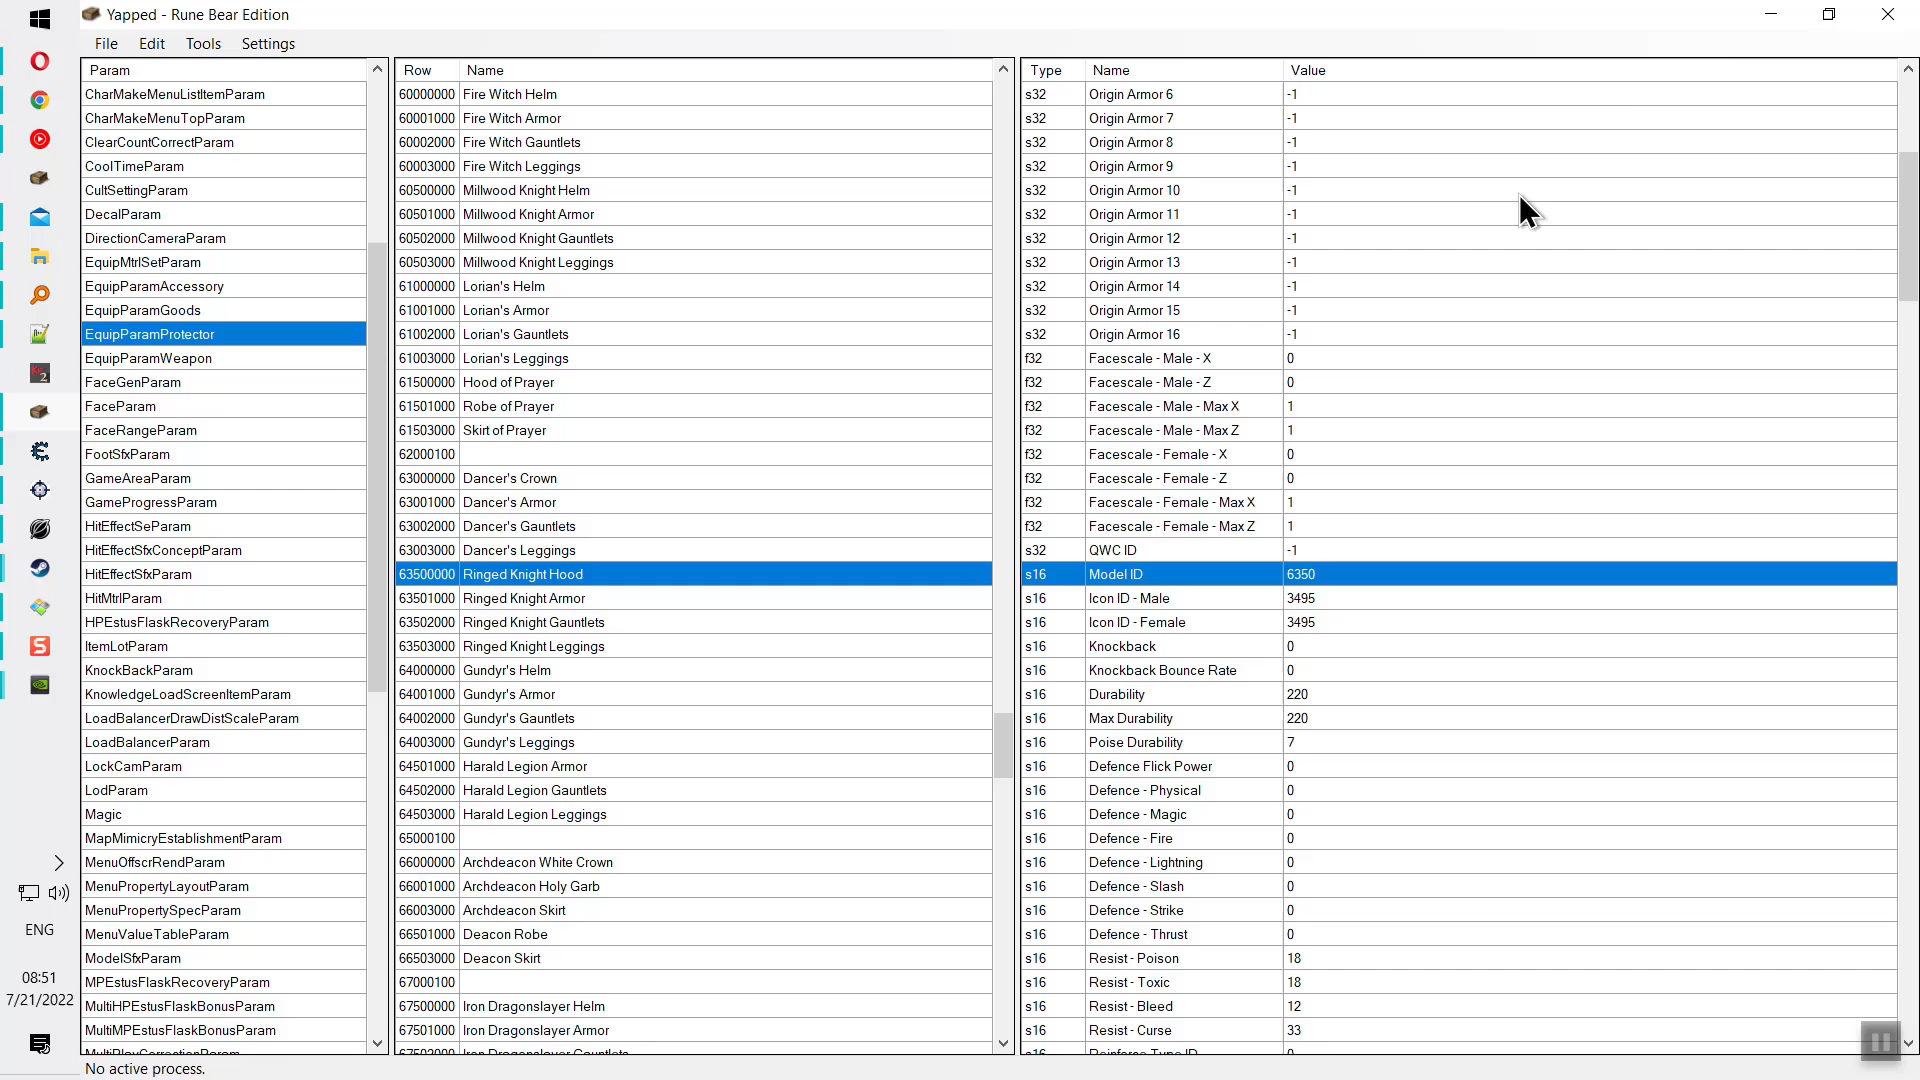 Yapped - Rune Bear Edition
File Edit Tools Settings
Param
CharMakeMenuListItemParam
CharMakeMenuTopParam
ClearCountCorrectParam
CoolTimeParam
CultSettingParam
DecalParam
DirectionCameraParam
EquipMtrlSetParam
EquipParamAccessory
EquipParamGoods
EquipParamProtector
EquipParamWeapon
FaceGenParam
FaceParam
FaceRangeParam
FootSfxParam
GameAreaParam
GameProgressParam
HitEffectSeParam
HitEffectSfxConceptParam
HitEffectSfxParam
HitMtrlParam
HPEstusFlaskRecoveryParam
ItemLotParam
KnockBackParam
KnowledgeLoadScreenItemParam
LoadBalancerDrawDistScaleParam
LoadBalancerParam
LockCamParam
LodParam
Magic
MapMimicryEstablishmentParam
MenuOffscrRendParam
MenuPropertyLayoutParam
MenuPropertySpecParam
MenuValueTableParam
ModelSfxParam
MPEstusFlaskRecoveryParam
MultiHPEstusFlaskBonusParam
MultiMPEstusFlaskBonusParam
MultiPlayCorrectionParam
Row Name
60000000 Fire Witch Helm
60001000 Fire Witch Armor
60002000 Fire Witch Gauntlets
60003000 Fire Witch Leggings
60500000 Millwood Knight Helm
60501000 Millwood Knight Armor
60502000 Millwood Knight Gauntlets
60503000 Millwood Knight Leggings
61000000 Lorian's Helm
61001000 Lorian's Armor
61002000 Lorian's Gauntlets
61003000 Lorian's Leggings
61500000 Hood of Prayer
61501000 Robe of Prayer
61503000 Skirt of Prayer
62000100
63000000 Dancer's Crown
63001000 Dancer's Armor
63002000 Dancer's Gauntlets
63003000 Dancer's Leggings
63500000 Ringed Knight Hood
63501000 Ringed Knight Armor
63502000 Ringed Knight Gauntlets
63503000 Ringed Knight Leggings
64000000 Gundyr's Helm
64001000 Gundyr's Armor
64002000 Gundyr's Gauntlets
64003000 Gundyr's Leggings
64501000 Harald Legion Armor
64502000 Harald Legion Gauntlets
64503000 Harald Legion Leggings
65000100
66000000 Archdeacon White Crown
66001000 Archdeacon Holy Garb
66003000 Archdeacon Skirt
66501000 Deacon Robe
66503000 Deacon Skirt
67000100
67500000 Iron Dragonslayer Helm
67501000 Iron Dragonslayer Armor
67502000 Iron Dragonslayer Gauntlets
Type Name Value
s32 Origin Armor 6 -1
s32 Origin Armor 7 -1
s32 Origin Armor 8 -1
s32 Origin Armor 9 -1
s32 Origin Armor 10 -1
s32 Origin Armor 11 -1
s32 Origin Armor 12 -1
s32 Origin Armor 13 -1
s32 Origin Armor 14 -1
s32 Origin Armor 15 -1
s32 Origin Armor 16 -1
f32 Facescale - Male - X 0
f32 Facescale - Male - Z 0
f32 Facescale - Male - Max X 1
f32 Facescale - Male - Max Z 1
f32 Facescale - Female - X 0
f32 Facescale - Female - Z 0
f32 Facescale - Female - Max X 1
f32 Facescale - Female - Max Z 1
s32 QWC ID -1
s16 Model ID 6350
s16 Icon ID - Male 3495
s16 Icon ID - Female 3495
s16 Knockback 0
s16 Knockback Bounce Rate 0
s16 Durability 220
s16 Max Durability 220
s16 Poise Durability 7
s16 Defence Flick Power 0
s16 Defence - Physical 0
s16 Defence - Magic 0
s16 Defence - Fire 0
s16 Defence - Lightning 0
s16 Defence - Slash 0
s16 Defence - Strike 0
s16 Defence - Thrust 0
s16 Resist - Poison 18
s16 Resist - Toxic 18
s16 Resist - Bleed 12
s16 Resist - Curse 33
s16 Reinforce Type ID 0
ENG
08:51
7/21/2022
No active process.